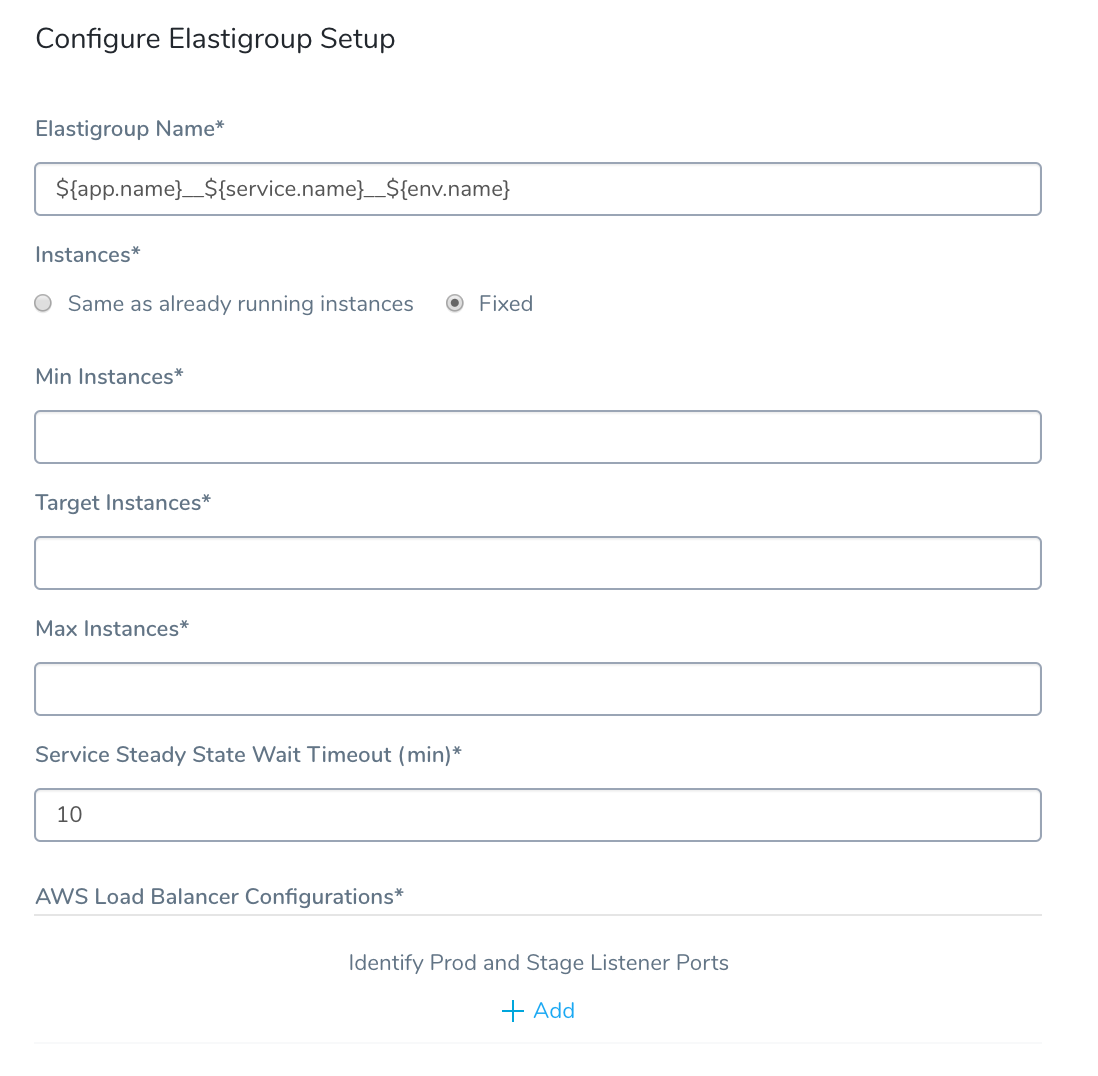 Configure Elastigroup Setup
Elastigroup Name*
${app.name}__${service.name}__${env.name}
Instances*
Same as already running instances Fixed
Min Instances*
Target Instances*
Max Instances*
Service Steady State Wait Timeout (min)*
10
AWS Load Balancer Configurations*
Identify Prod and Stage Listener Ports
+ Add